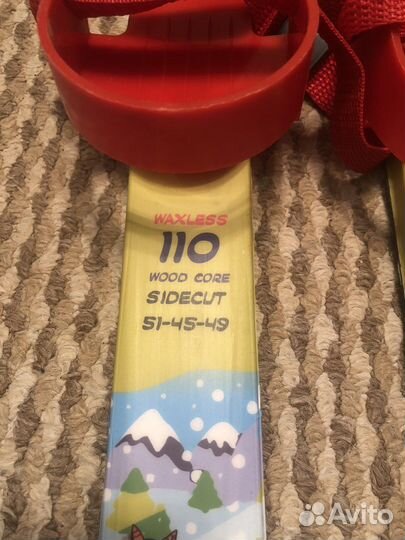 WAXLESS
110
WOOD CORE
SIDECUT
51-45-49
Avito